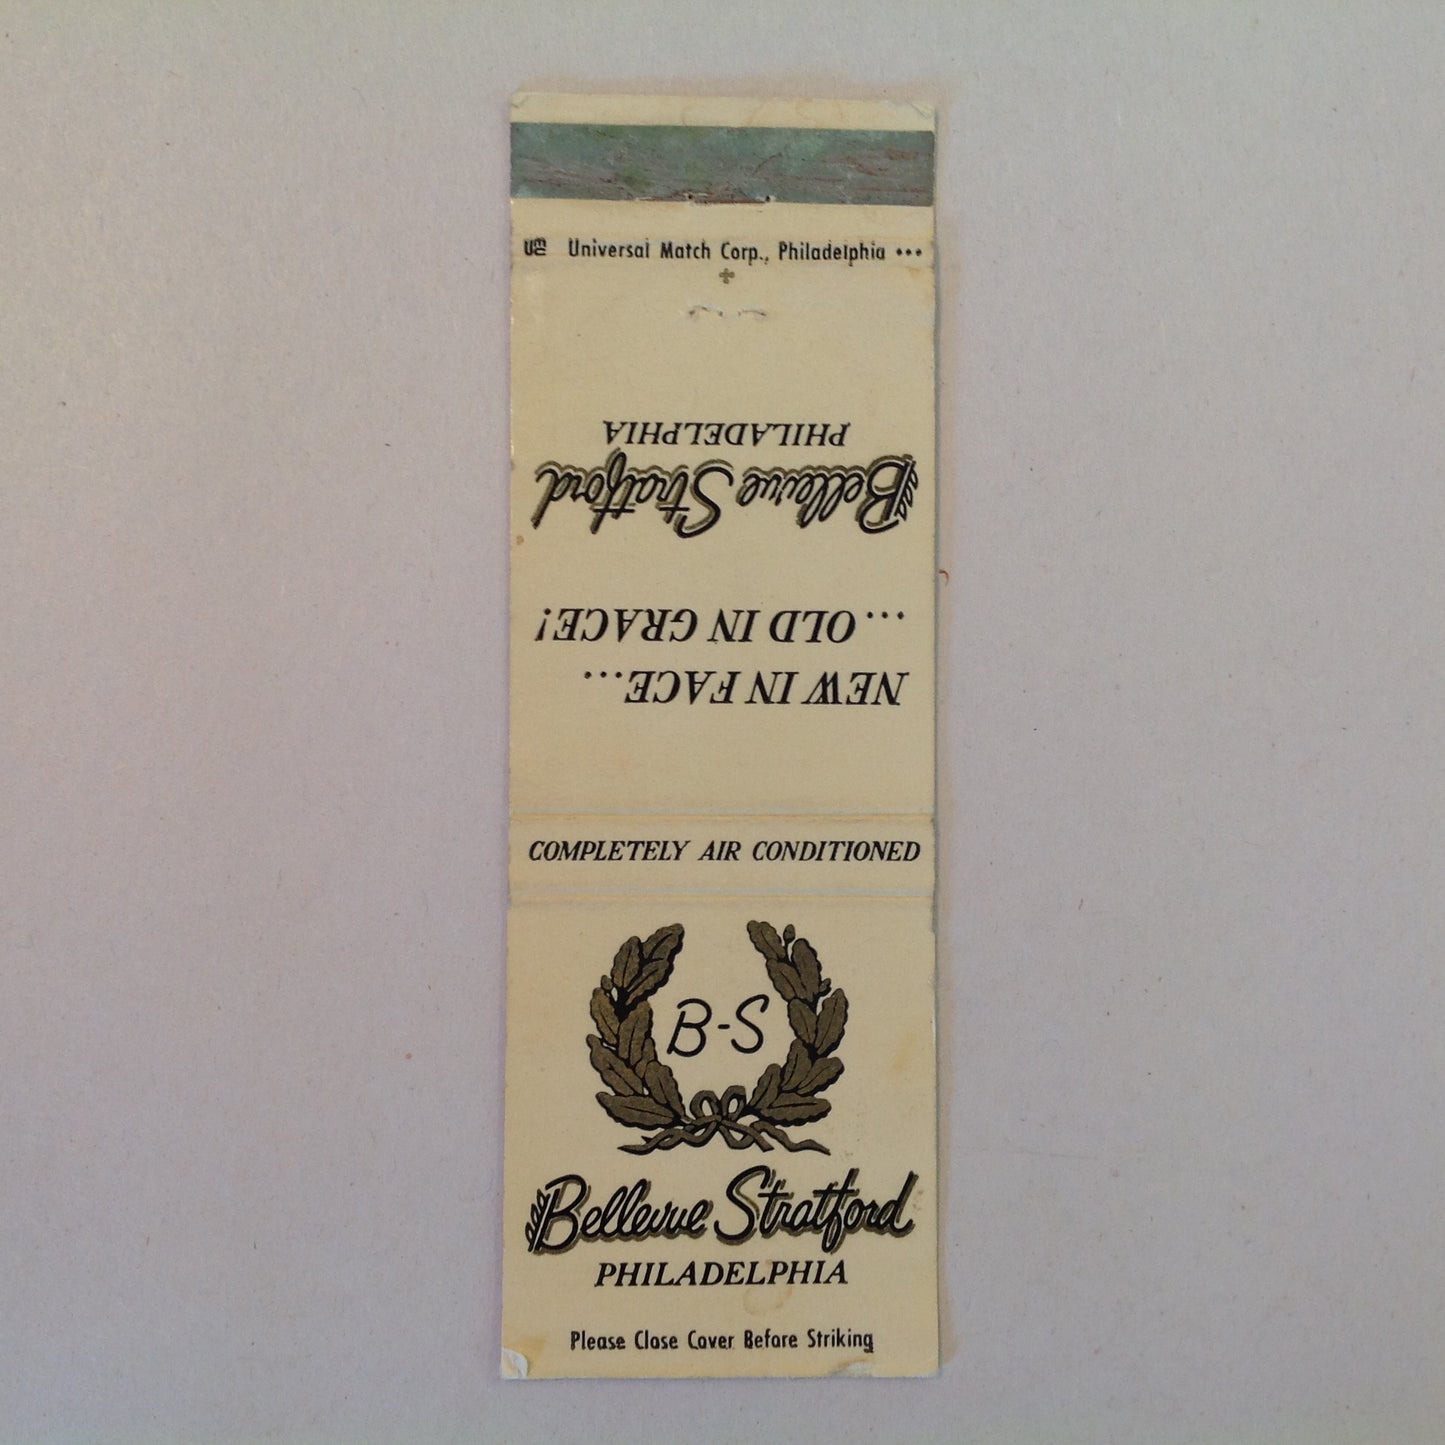 UM Universal Match Corp., Philadelphia •••
NEW IN FACE...
... OLD IN GRACE!
Bellevue Stratford
PHILADELPHIA
COMPLETELY AIR CONDITIONED
B-S
Bellevue Stratford
PHILADELPHIA
Please Close Cover Before Striking